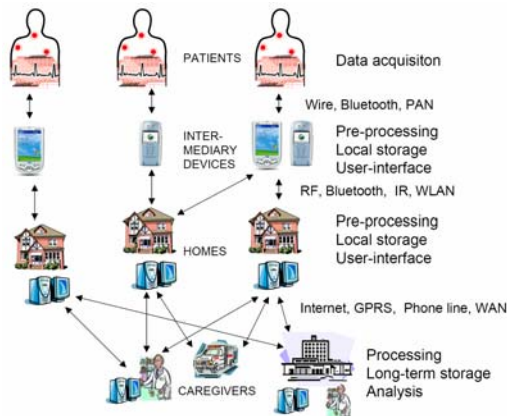 PATIENTS
Data acquisiton
Wire, Bluetooth, PAN
INTER-
MEDIARY
DEVICES
Pre-processing
Local storage
User-interface
RF, Bluetooth, IR, WLAN
HOMES
Pre-processing
Local storage
User-interface
Internet, GPRS, Phone line, WAN
CAREGIVERS
Processing
Long-term storage
Analysis